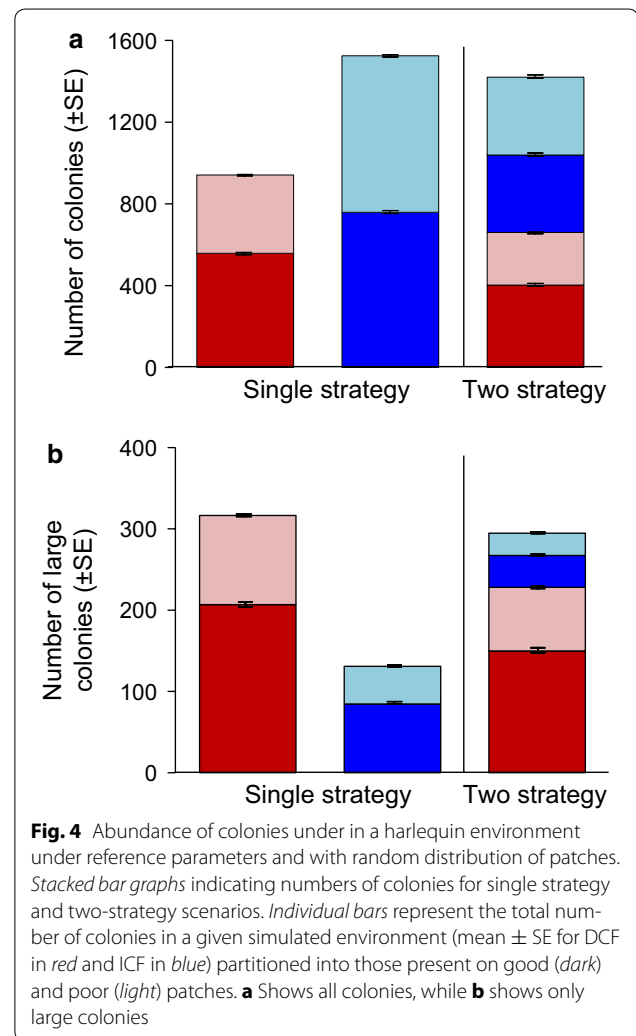 a
1600
1200
800
400
0
Number of colonies (±SE)
Single strategy Two strategy
b
400
300
200
100
0
Number of large
colonies (±SE)
Single strategy Two strategy
Fig. 4 Abundance of colonies under in a harlequin environment
under reference parameters and with random distribution of patches.
Stacked bar graphs indicating numbers of colonies for single strategy
and two-strategy scenarios. Individual bars represent the total num-
ber of colonies in a given simulated environment (mean ± SE for DCF
in red and ICF in blue) partitioned into those present on good (dark)
and poor (light) patches. a Shows all colonies, while b shows only
large colonies